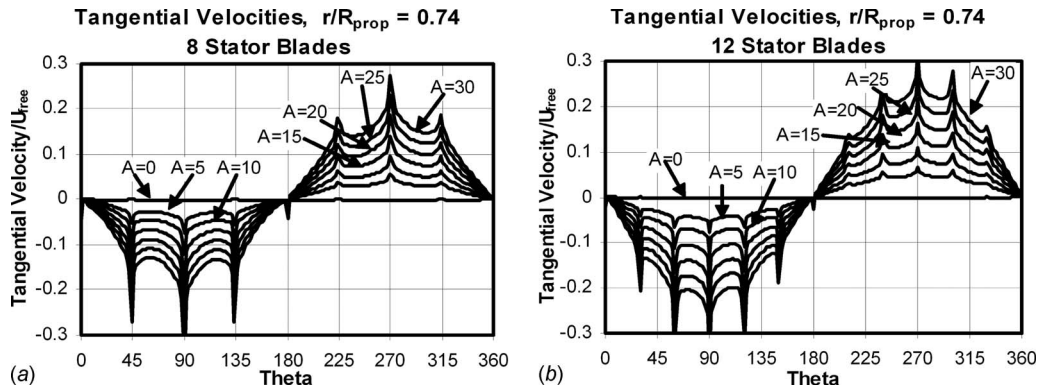 Tangential Velocities, r/Rprop = 0.74
8 Stator Blades
Tangential Velocity/Ufree
0.3
0.2
0.1
0
-0.1
-0.2
-0.3
A=25
A=20
A=30
A=15
A=0
A=5
A=10
0 45 90 135 180 225 270 315 360
Theta
(a)
Tangential Velocities, r/Rprop = 0.74
12 Stator Blades
Tangential Velocity/Ufree
0.3
0.2
0.1
0
-0.1
-0.2
-0.3
A=25
A=30
A=20
A=15
A=0
A=5
A=10
0 45 90 135 180 225 270 315 360
Theta
(b)